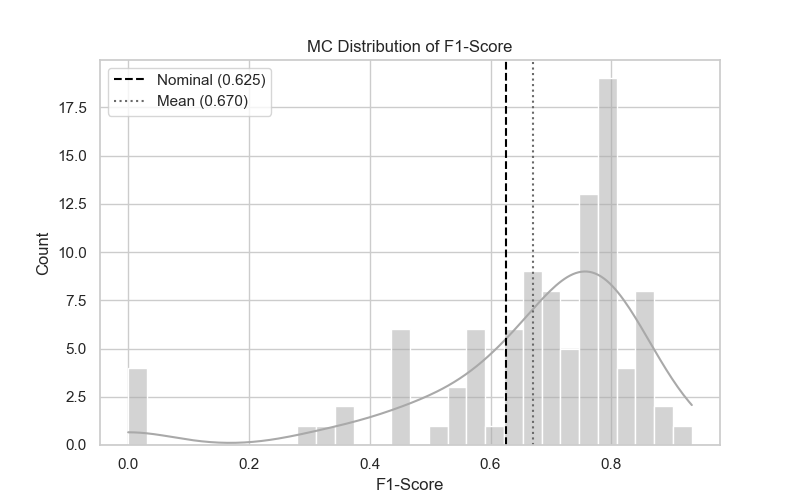 MC Distribution of F1-Score
Nominal (0.625)
Mean (0.670)
17.5
15.0
12.5
10.0
7.5
5.0
2.5
0.0
Count
0.0 0.2 0.4 0.6 0.8
F1-Score